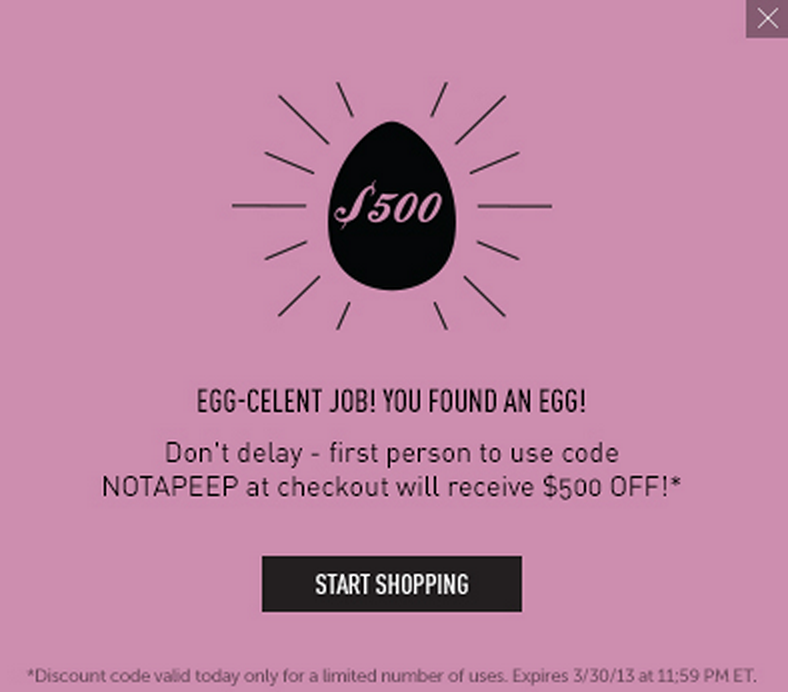 $500
EGG-CELENT JOB! YOU FOUND AN EGG!
Don't delay - first person to use code
NOTAPEEP at checkout will receive $500 OFF!*
START SHOPPING
*Discount code valid today only for a limited number of uses. Expires 3/30/13 at 11;59 PM ET.